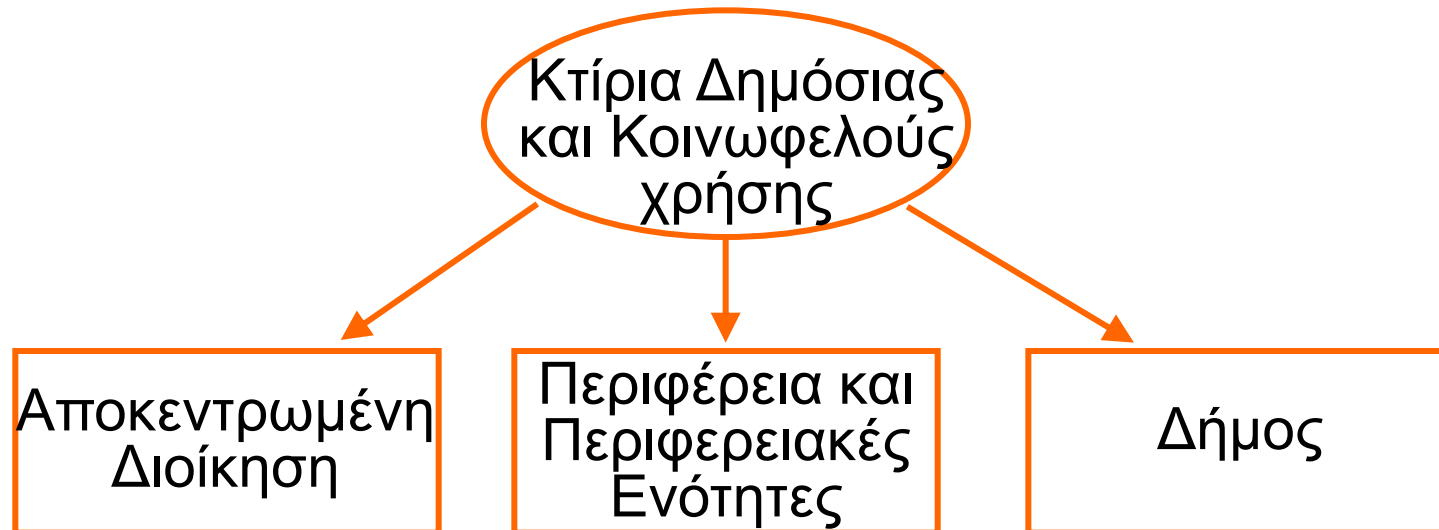 Κτίρια Δημόσιας
και Κοινωφελούς
χρήσης
Αποκεντρωμένη
Διοίκηση
Περιφέρεια και
Περιφερειακές
Ενότητες
Δήμος